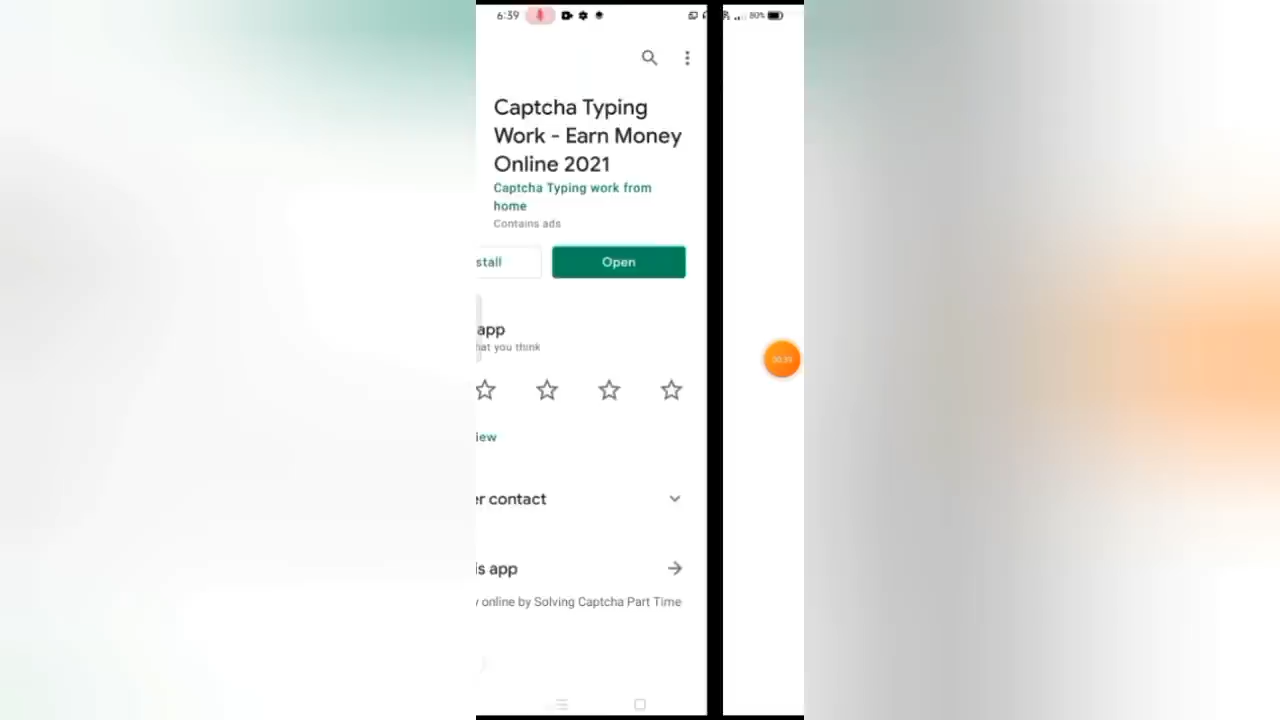 6:39
80%
Captcha Typing
Work - Earn Money
Online 2021
Captcha Typing work from
home
Contains ads
stall
Open
app
hat you think
iew
er contact
is app
y online by Solving Captcha Part Time